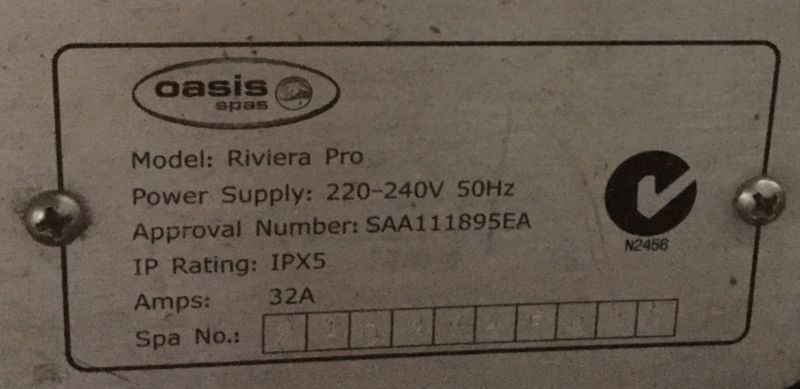 oasis
spas
Model: Riviera Pro
Power Supply: 220-240V 50Hz
Approval Number: SAA111895EA
N2456
IP Rating: IPX5
Amps: 32A
Spa No.: